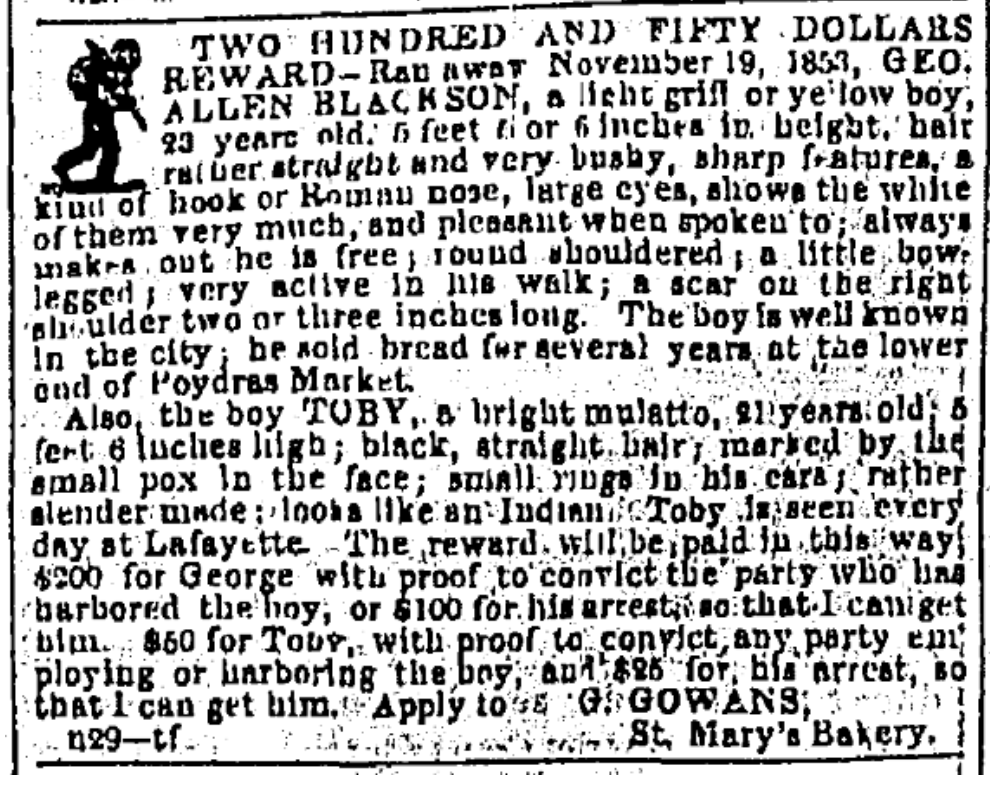 TWO HUNDRED AND FIFTY DOLLARS
REWARD—Ran away November 19, 1853, GEO.
ALLEN BLACKSON, a light griff or yellow boy,
23 years old, 5 feet 5 or 6 inches in height, hair
rather straight and very bushy, sharp features, a
kind of hook or Roman nose, large eyes, shows the white
of them very much, and pleasant when spoken to; always
makes out he is free; round shouldered; a little bow-
legged; very active in his walk; a scar on the right
shoulder two or three inches long. The boy is well known
in the city; he sold bread for several years at the lower
end of Poydras Market.
Also, the boy TOBY, a bright mulatto, 21 years old; 5
feet 6 inches high; black, straight hair; marked by the
small pox in the face; small rings in his ears; rather
slender made; looks like an Indian. Toby is seen every
day at Lafayette. The reward will be paid in this way:
$200 for George with proof to convict the party who has
harbored the boy, or $100 for his arrest, so that I can get
him. $50 for Toby, with proof to convict any party em-
ploying or harboring the boy, and $25 for his arrest, so
that I can get him. Apply to G. GOWANS,
n29—tf St. Mary's Bakery.